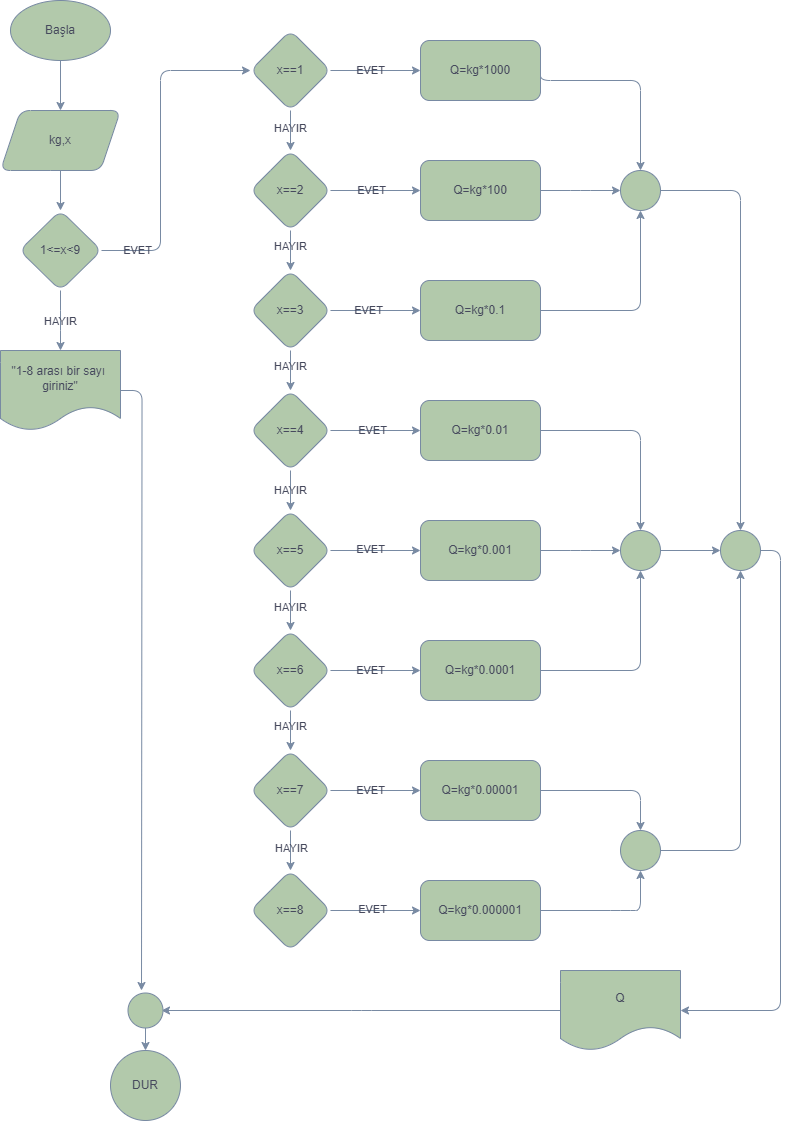 Başla
kg,x
1<=x<9
EVET
HAYIR
"1-8 arası bir sayı
giriniz"
x==1
EVET
Q=kg*1000
HAYIR
x==2
EVET
Q=kg*100
HAYIR
x==3
EVET
Q=kg*0.1
HAYIR
x==4
EVET
Q=kg*0.01
HAYIR
x==5
EVET
Q=kg*0.001
HAYIR
x==6
EVET
Q=kg*0.0001
HAYIR
x==7
EVET
Q=kg*0.00001
HAYIR
x==8
EVET
Q=kg*0.000001
Q
DUR